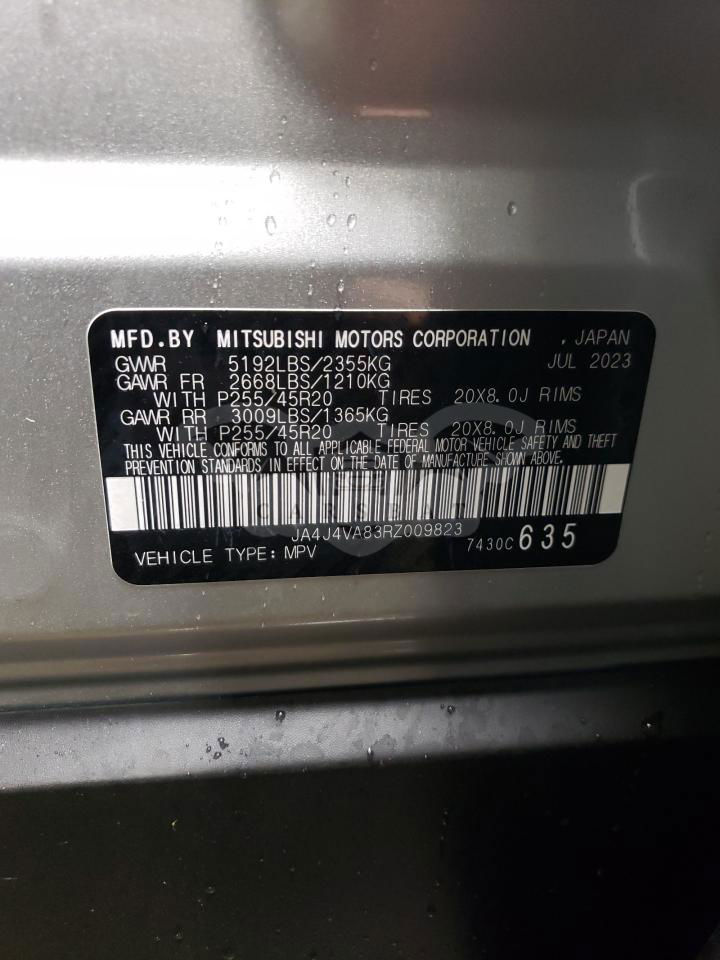 MFD.BY MITSUBISHI MOTORS CORPORATION , JAPAN
GVWR 5192LBS/2355KG JUL 2023
GAWR FR 2668LBS/1210KG
WITH P255/45R20 TIRES 20X8.0J RIMS
GAWR RR 3009LBS/1365KG
WITH P255/45R20 TIRES 20X8.0J RIMS
THIS VEHICLE CONFORMS TO ALL APPLICABLE FEDERAL MOTOR VEHICLE SAFETY AND THEFT
PREVENTION STANDARDS IN EFFECT ON THE DATE OF MANUFACTURE SHOWN ABOVE.
JA4J4VA83RZ009823
VEHICLE TYPE: MPV 7430C 635